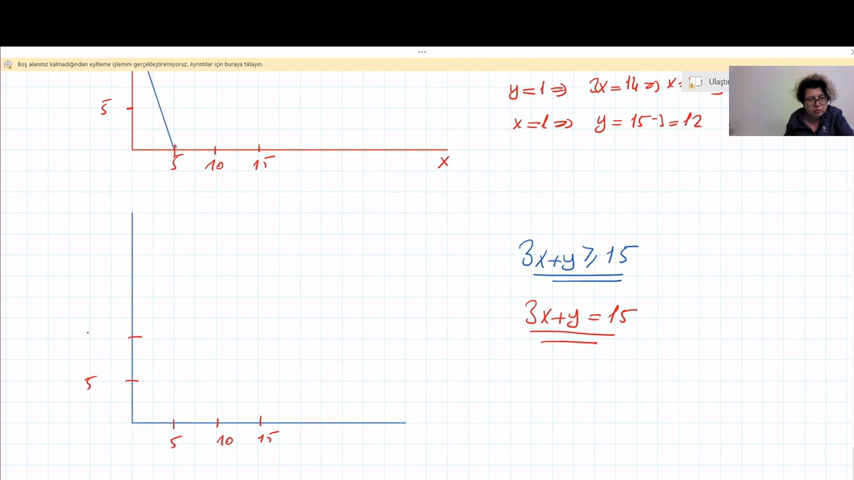 ...
Boş alanınız kalmadığından eşitleme işlemini gerçekleştiremiyoruz. Ayrıntılar için buraya tıklayın.
Ulaştır
y=1 ⇒ 3x=14 ⇒ x=
5
x=1 ⇒ y=15-3=12
5 10 15 x
3x+y ≥ 15
3x+y = 15
5
5 10 15